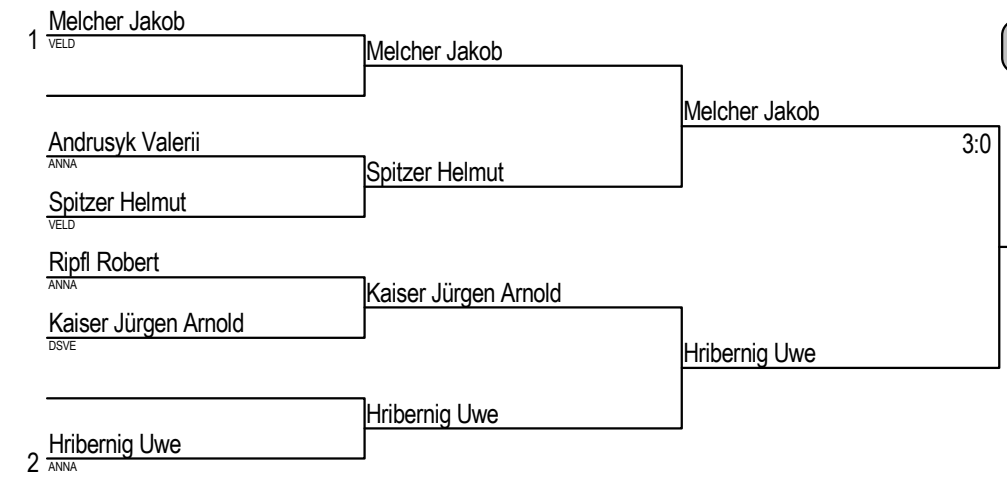 Melcher Jakob
1 VELD
Melcher Jakob
Melcher Jakob
3:0
Andrusyk Valerii
ANNA
Spitzer Helmut
Spitzer Helmut
VELD
Ripfl Robert
ANNA
Kaiser Jürgen Arnold
Kaiser Jürgen Arnold
DSVE
Hribernig Uwe
Hribernig Uwe
Hribernig Uwe
2 ANNA